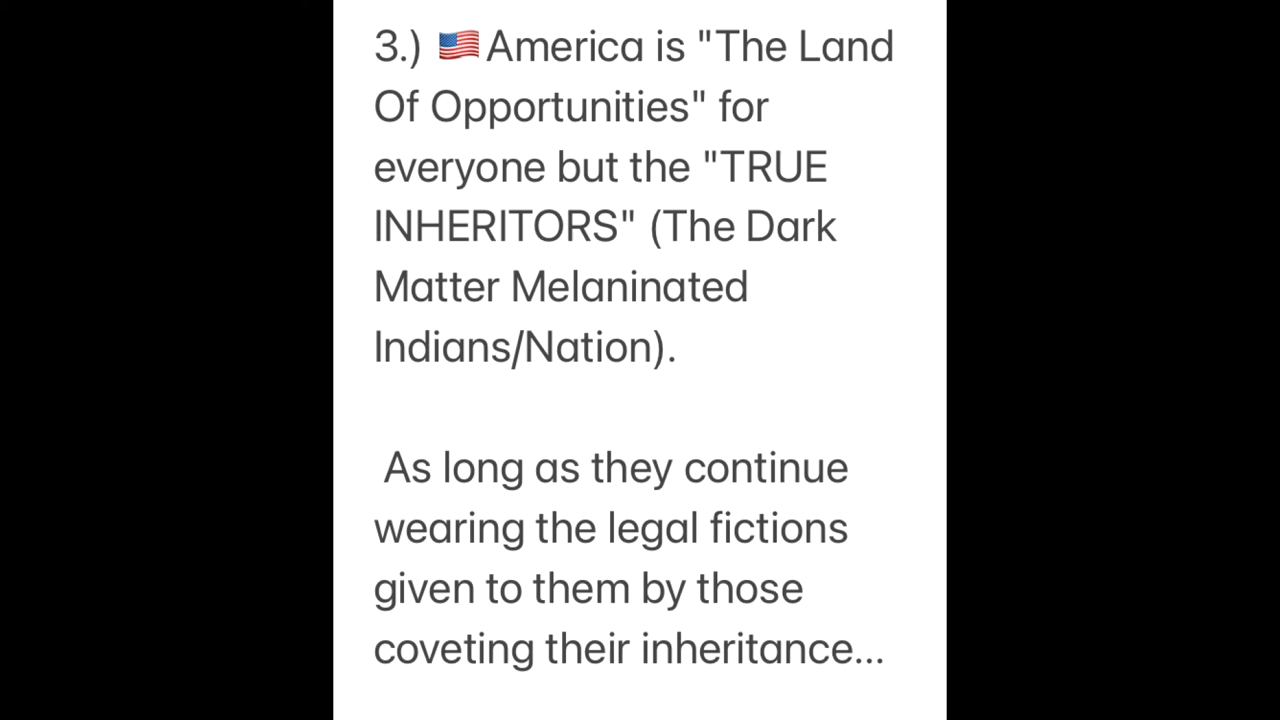 3.) 🇺🇸America is "The Land
Of Opportunities" for
everyone but the "TRUE
INHERITORS" (The Dark
Matter Melaninated
Indians/Nation).
As long as they continue
wearing the legal fictions
given to them by those
coveting their inheritance...